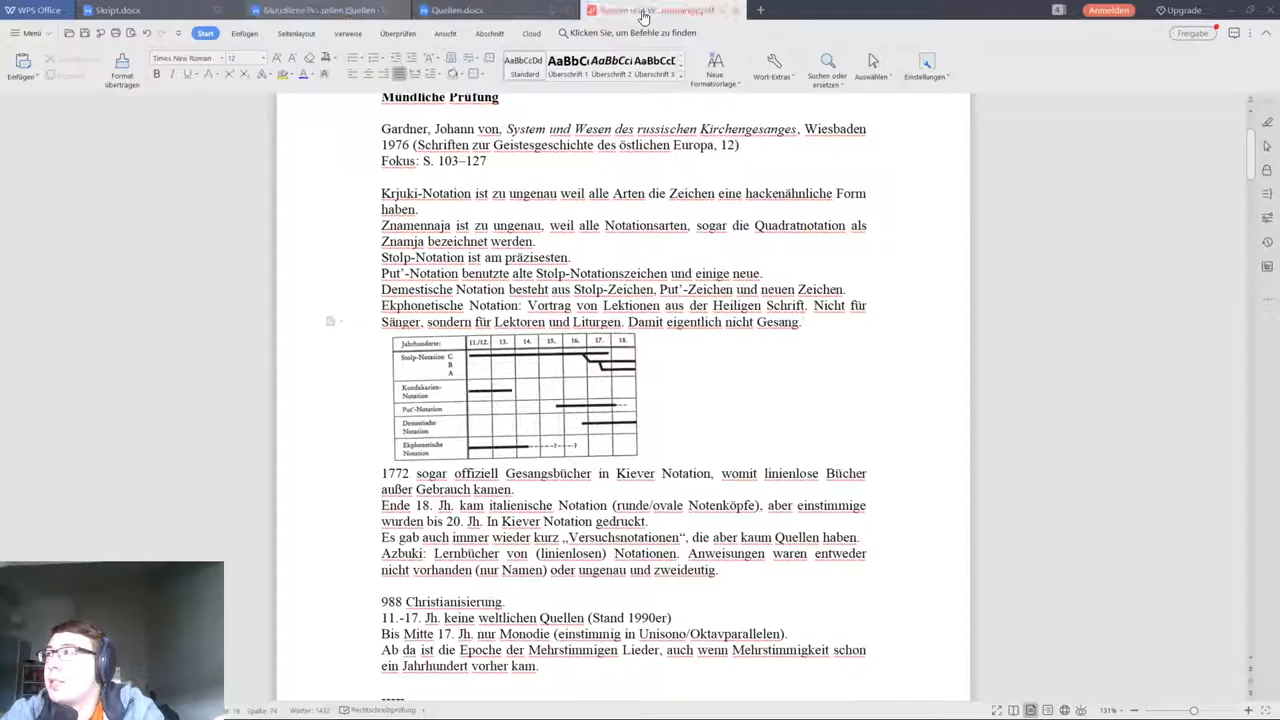 WPS Office
Skript.docx
Quellen.docx
Anmelden
Upgrade
Menü
Start
Einfügen
Seitenlayout
Verweise
Überprüfen
Ansicht
Abschnitt
Cloud
Klicken Sie, um Befehle zu finden
Freigabe
Einfügen
Formate übertragen
Times New Roman
12
AaBbCcDd
Standard
Überschrift 1
Überschrift 2
Überschrift 3
Neue Formatvorlage
Wort-Extras
Suchen oder ersetzen
Auswählen
Einstellungen
Mündliche Prüfung
Gardner, Johann von, System und Wesen des russischen Kirchengesanges, Wiesbaden
1976 (Schriften zur Geistesgeschichte des östlichen Europa, 12)
Fokus: S. 103–127
Krjuki-Notation ist zu ungenau weil alle Arten die Zeichen eine hackenähnliche Form
haben.
Znamennaja ist zu ungenau, weil alle Notationsarten, sogar die Quadratnotation als
Znamja bezeichnet werden.
Stolp-Notation ist am präzisesten.
Put’-Notation benutzte alte Stolp-Notationszeichen und einige neue.
Demestische Notation besteht aus Stolp-Zeichen, Put’-Zeichen und neuen Zeichen.
Ekphonetische Notation: Vortrag von Lektionen aus der Heiligen Schrift. Nicht für
Sänger, sondern für Lektoren und Liturgen. Damit eigentlich nicht Gesang.
Jahrhunderte: 11./12. 13. 14. 15. 16. 17. 18.
Stolp-Notation C
B
A
Kondakarien-
Notation
Put'-Notation
Demestische
Notation
Ekphonetische
Notation
1772 sogar offiziell Gesangsbücher in Kiever Notation, womit linienlose Bücher
außer Gebrauch kamen.
Ende 18. Jh. kam italienische Notation (runde/ovale Notenköpfe), aber einstimmige
wurden bis 20. Jh. In Kiever Notation gedruckt.
Es gab auch immer wieder kurz „Versuchsnotationen“, die aber kaum Quellen haben.
Azbuki: Lernbücher von (linienlosen) Notationen. Anweisungen waren entweder
nicht vorhanden (nur Namen) oder ungenau und zweideutig.
988 Christianisierung.
11.-17. Jh. keine weltlichen Quellen (Stand 1990er)
Bis Mitte 17. Jh. nur Monodie (einstimmig in Unisono/Oktavparallelen).
Ab da ist die Epoche der Mehrstimmigen Lieder, auch wenn Mehrstimmigkeit schon
ein Jahrhundert vorher kam.
-----
Spalte: 74
Wörter: 1432
Rechtschreibprüfung
131%